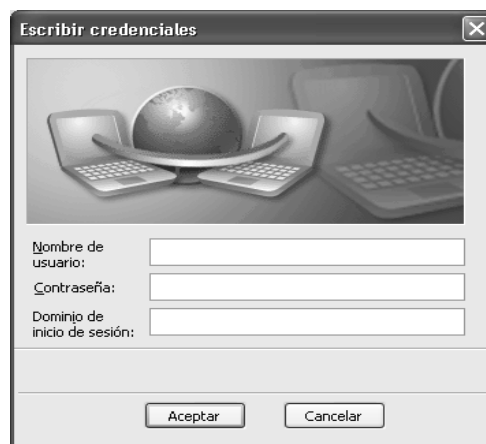 Escribir credenciales
Nombre de
usuario:
Contraseña:
Dominio de
inicio de sesión:
Aceptar
Cancelar